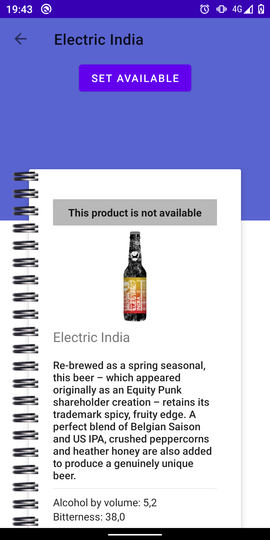 19:43
4G
Electric India
SET AVAILABLE
This product is not available
Electric India
Re-brewed as a spring seasonal,
this beer – which appeared
originally as an Equity Punk
shareholder creation – retains its
trademark spicy, fruity edge. A
perfect blend of Belgian Saison
and US IPA, crushed peppercorns
and heather honey are also added
to produce a genuinely unique
beer.
Alcohol by volume: 5,2
Bitterness: 38,0